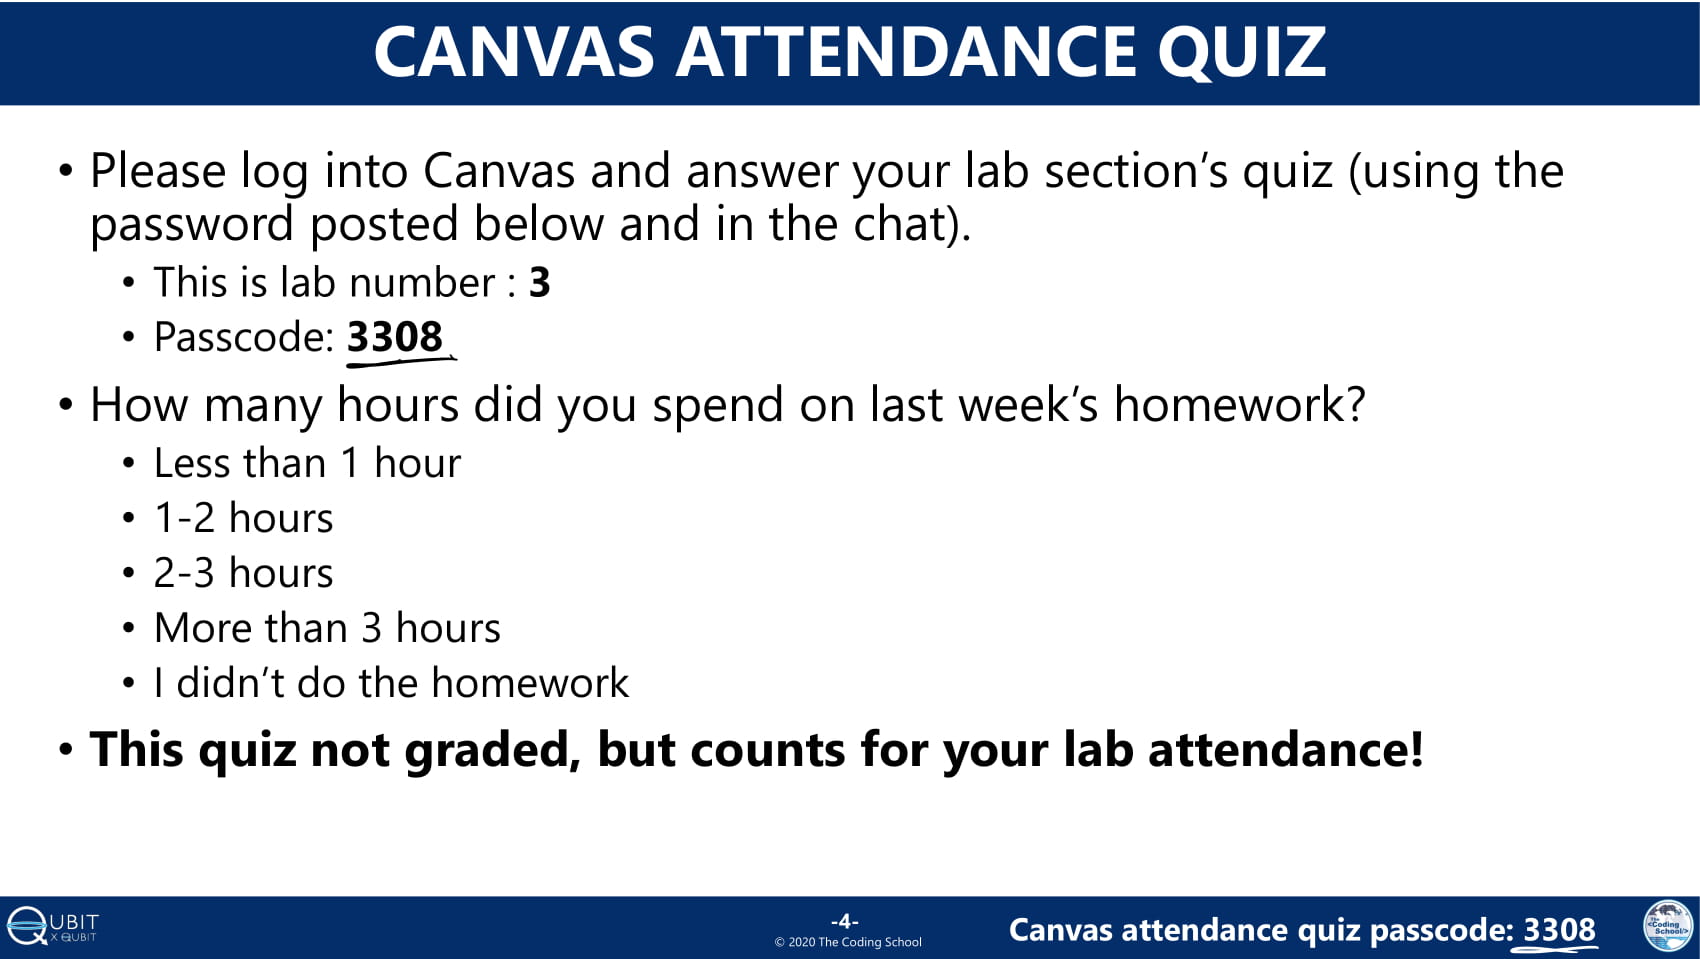 CANVAS ATTENDANCE QUIZ
• Please log into Canvas and answer your lab section’s quiz (using the
password posted below and in the chat).
• This is lab number : 3
• Passcode: 3308
• How many hours did you spend on last week’s homework?
• Less than 1 hour
• 1-2 hours
• 2-3 hours
• More than 3 hours
• I didn’t do the homework
• This quiz not graded, but counts for your lab attendance!
QUBIT
X QUBIT
-4-
© 2020 The Coding School
Canvas attendance quiz passcode: 3308
The
<Coding
School/>